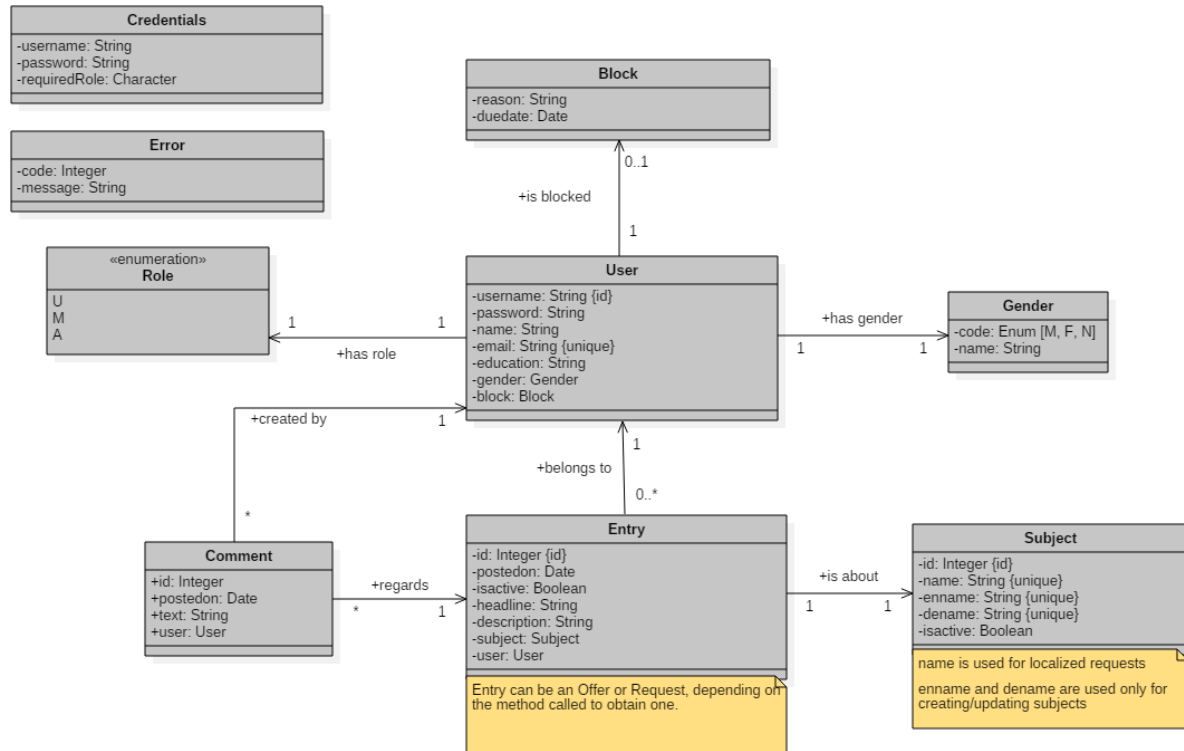 Credentials
-username: String
-password: String
-requiredRole: Character
Error
-code: Integer
-message: String
Block
-reason: String
-duedate: Date
0..1
+is blocked
1
«enumeration»
Role
U
M
A
1
1
+has role
User
-username: String {id}
-password: String
-name: String
-email: String {unique}
-education: String
-gender: Gender
-block: Block
+has gender
1
1
Gender
-code: Enum [M, F, N]
-name: String
+created by
1
*
1
+belongs to
0..*
Comment
+id: Integer
+postedon: Date
+text: String
+user: User
+regards
*
1
Entry
-id: Integer {id}
-postedon: Date
-isactive: Boolean
-headline: String
-description: String
-subject: Subject
-user: User
Entry can be an Offer or Request, depending on
the method called to obtain one.
+is about
1
1
Subject
-id: Integer {id}
-name: String {unique}
-enname: String {unique}
-dename: String {unique}
-isactive: Boolean
name is used for localized requests
enname and dename are used only for
creating/updating subjects